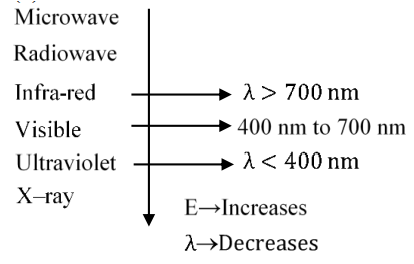 Microwave
Radiowave
Infra-red λ > 700 nm
Visible 400 nm to 700 nm
Ultraviolet λ < 400 nm
X–ray
E→Increases
λ→Decreases